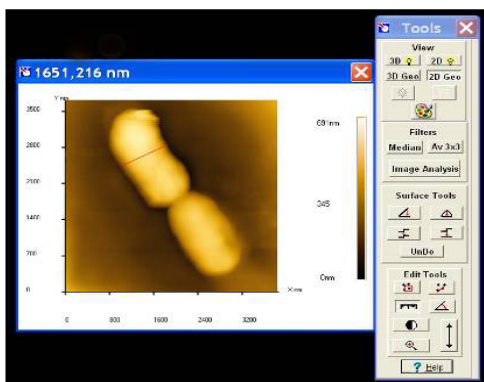 Tools
View
3D 2D
3D Geo 2D Geo
Filters
Median Av 3x3
Image Analysis
Surface Tools
UnDo
Edit Tools
? Help
1651,216 nm
Y nm
3500
2800
2100
1400
700
0
0 800 1600 2400 3200
X nm
691nm
345
0nm